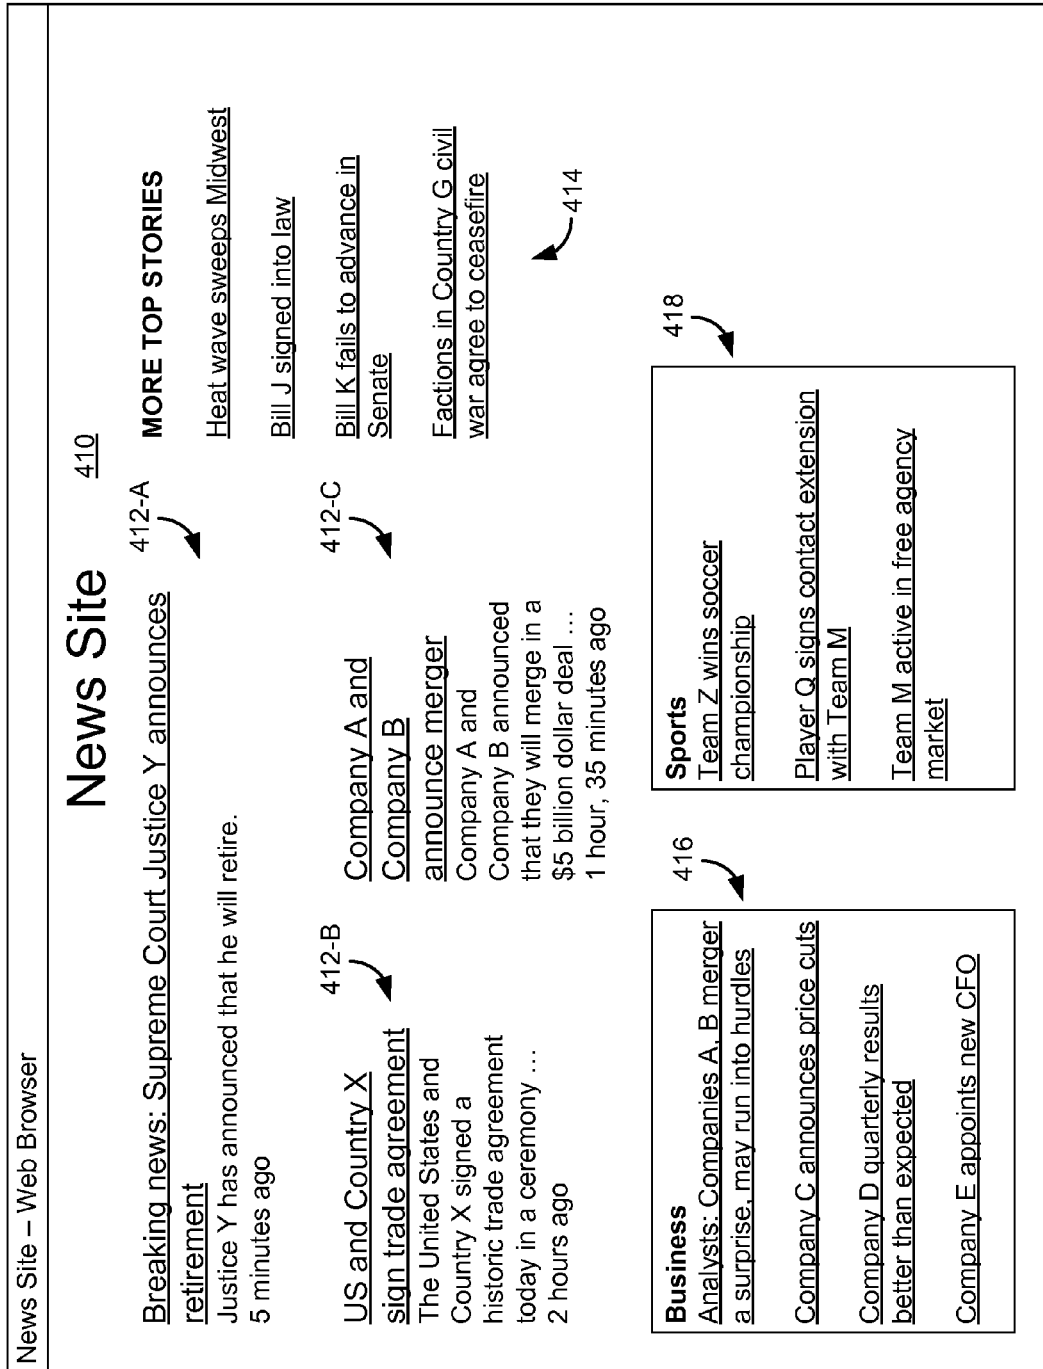 News Site – Web Browser
News Site
410
412-A
Breaking news: Supreme Court Justice Y announces
retirement
Justice Y has announced that he will retire.
5 minutes ago
412-B
US and Country X
sign trade agreement
The United States and
Country X signed a
historic trade agreement
today in a ceremony …
2 hours ago
412-C
Company A and
Company B
announce merger
Company A and
Company B announced
that they will merge in a
$5 billion dollar deal …
1 hour, 35 minutes ago
MORE TOP STORIES
Heat wave sweeps Midwest
Bill J signed into law
Bill K fails to advance in
Senate
Factions in Country G civil
war agree to ceasefire
414
416
Business
Analysts: Companies A, B merger
a surprise, may run into hurdles
Company C announces price cuts
Company D quarterly results
better than expected
Company E appoints new CFO
418
Sports
Team Z wins soccer
championship
Player Q signs contact extension
with Team M
Team M active in free agency
market